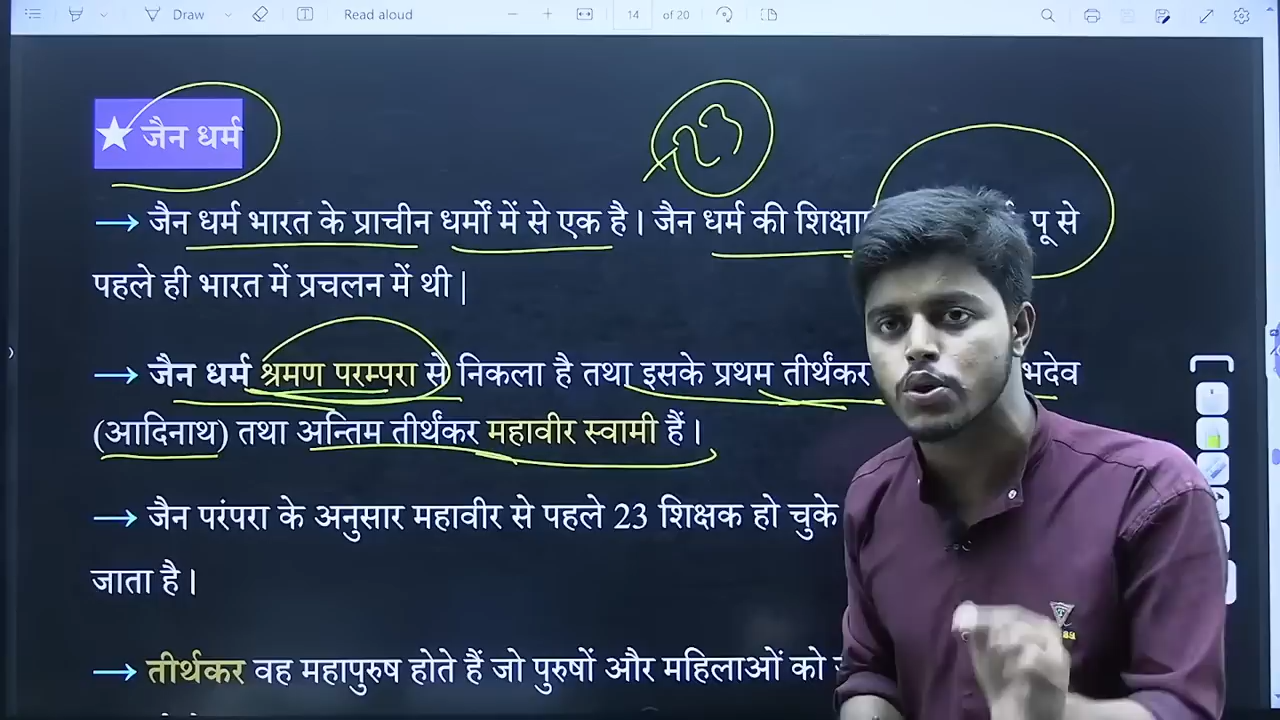 Draw
Read aloud
14 of 20
★ जैन धर्म
23
→ जैन धर्म भारत के प्राचीन धर्मों में से एक है। जैन धर्म की पू से
पहले ही भारत में प्रचलन में थी |
→ जैन धर्म श्रमण परम्परा से निकला है तथा इसके प्रथम तीर्थंकर
(आदिनाथ) तथा अन्तिम तीर्थंकर महावीर स्वामी हैं।
→ जैन परंपरा के अनुसार महावीर से पहले 23 शिक्षक हो चुके
जाता है।
→ तीर्थकर वह महापुरुष होते हैं जो पुरुषों और महिलाओं को